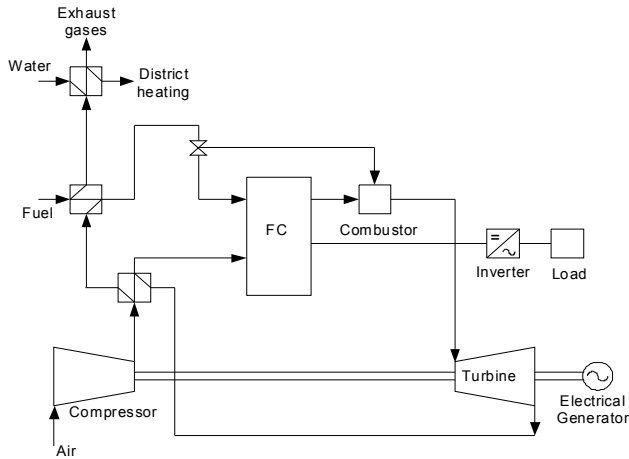 Exhaust
gases
Water
District
heating
Fuel
FC
Combustor
Inverter
Load
Turbine
Compressor
Electrical
Generator
Air